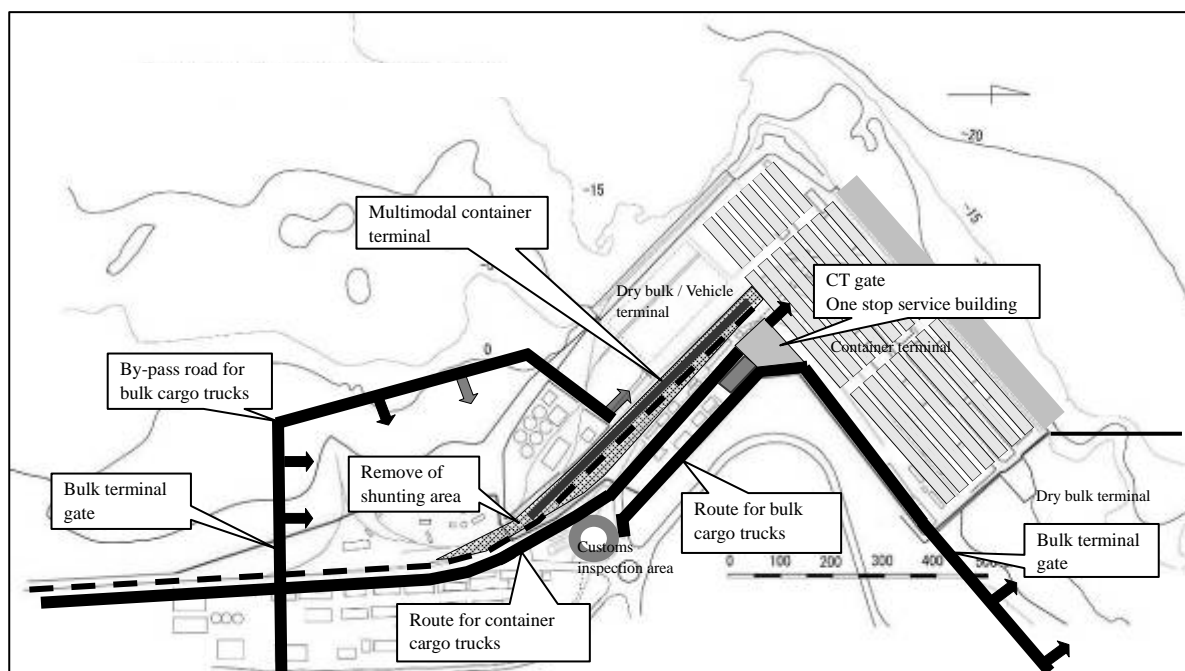 -20
-15
-15
Multimodal container
terminal
Dry bulk / Vehicle
terminal
CT gate
One stop service building
Container terminal
0
By-pass road for
bulk cargo trucks
Bulk terminal
gate
Remove of
shunting area
Route for bulk
cargo trucks
Dry bulk terminal
Customs
inspection area
Bulk terminal
gate
0 100 200 300 400 500
Route for container
cargo trucks